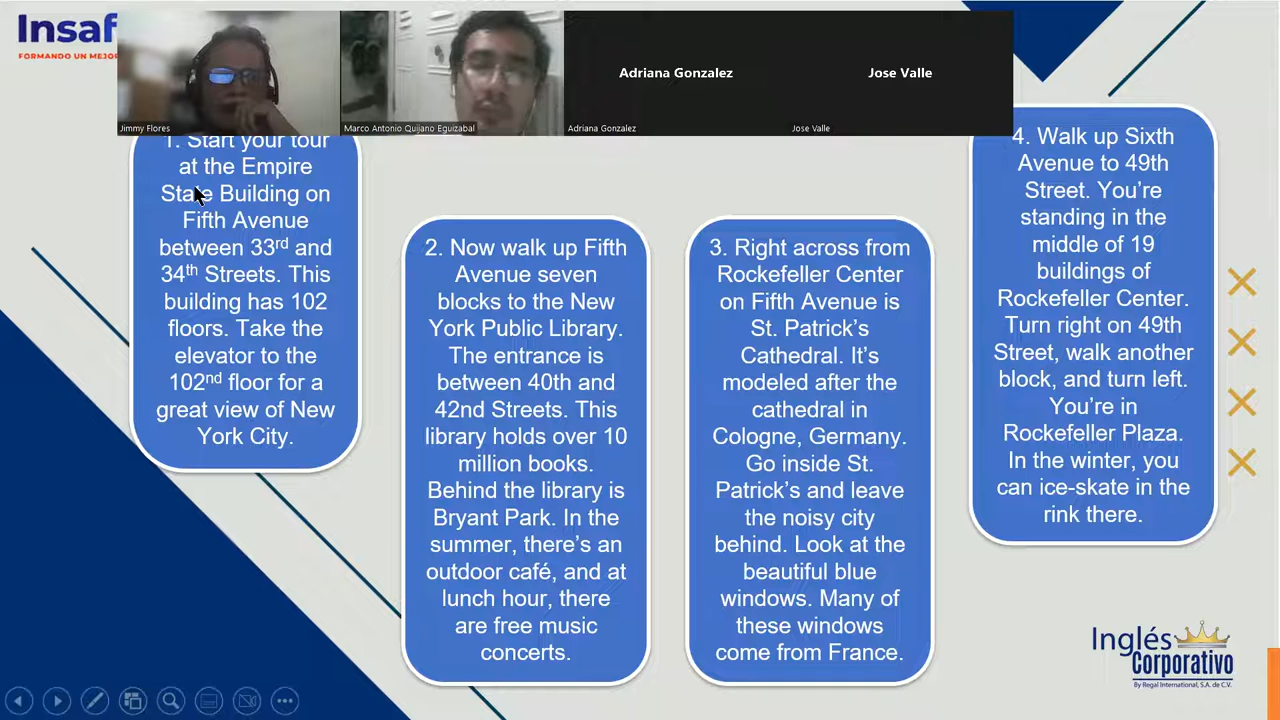 Insaf
FORMANDO UN MEJOR
Adriana Gonzalez
Jose Valle
Jimmy Flores
Marco Antonio Quijano Eguizabal
Adriana Gonzalez
Jose Valle
1. Start your tour
at the Empire
State Building on
Fifth Avenue
between 33rd and
34th Streets. This
building has 102
floors. Take the
elevator to the
102nd floor for a
great view of New
York City.
2. Now walk up Fifth
Avenue seven
blocks to the New
York Public Library.
The entrance is
between 40th and
42nd Streets. This
library holds over 10
million books.
Behind the library is
Bryant Park. In the
summer, there’s an
outdoor café, and at
lunch hour, there
are free music
concerts.
3. Right across from
Rockefeller Center
on Fifth Avenue is
St. Patrick’s
Cathedral. It’s
modeled after the
cathedral in
Cologne, Germany.
Go inside St.
Patrick’s and leave
the noisy city
behind. Look at the
beautiful blue
windows. Many of
these windows
come from France.
4. Walk up Sixth
Avenue to 49th
Street. You’re
standing in the
middle of 19
buildings of
Rockefeller Center.
Turn right on 49th
Street, walk another
block, and turn left.
You’re in
Rockefeller Plaza.
In the winter, you
can ice-skate in the
rink there.
Inglés
Corporativo
By Regal International, S.A. de C.V.